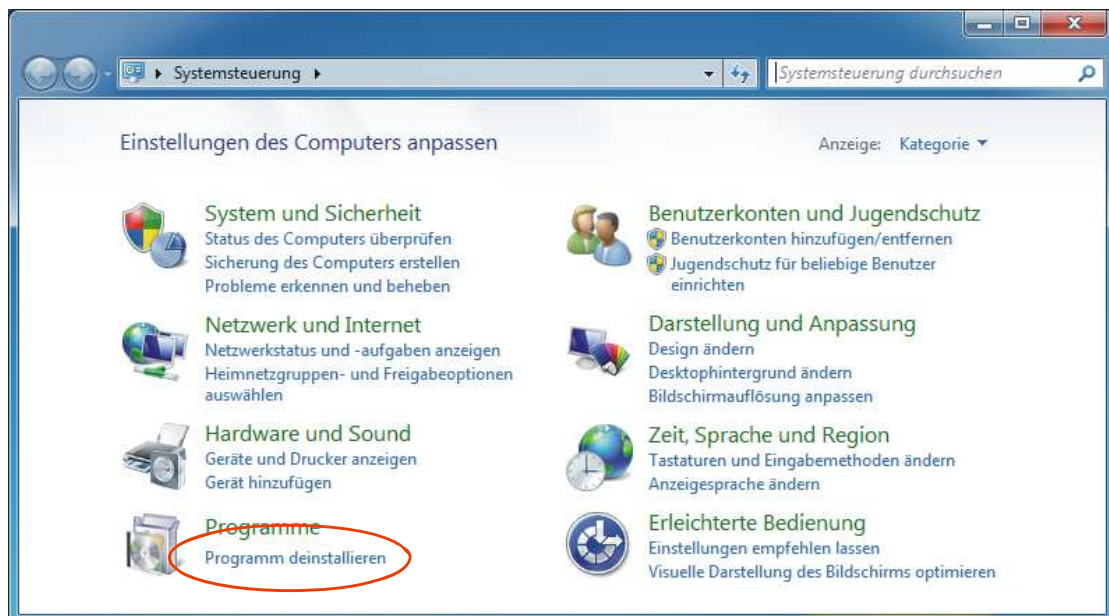 Systemsteuerung
Systemsteuerung durchsuchen
Einstellungen des Computers anpassen
Anzeige: Kategorie
System und Sicherheit
Status des Computers überprüfen
Sicherung des Computers erstellen
Probleme erkennen und beheben
Netzwerk und Internet
Netzwerkstatus und -aufgaben anzeigen
Heimnetzgruppen- und Freigabeoptionen
auswählen
Hardware und Sound
Geräte und Drucker anzeigen
Gerät hinzufügen
Programme
Programm deinstallieren
Benutzerkonten und Jugendschutz
Benutzerkonten hinzufügen/entfernen
Jugendschutz für beliebige Benutzer
einrichten
Darstellung und Anpassung
Design ändern
Desktophintergrund ändern
Bildschirmauflösung anpassen
Zeit, Sprache und Region
Tastaturen und Eingabemethoden ändern
Anzeigesprache ändern
Erleichterte Bedienung
Einstellungen empfehlen lassen
Visuelle Darstellung des Bildschirms optimieren